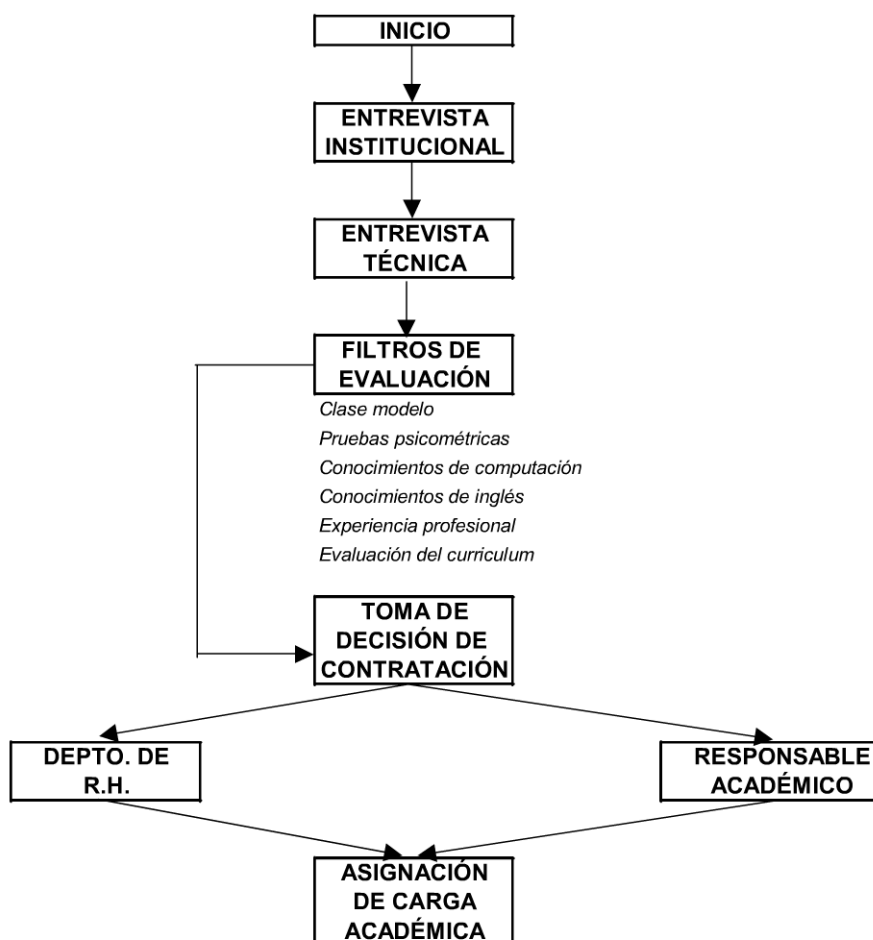 INICIO
ENTREVISTA
INSTITUCIONAL
ENTREVISTA
TÉCNICA
FILTROS DE
EVALUACIÓN
Clase modelo
Pruebas psicométricas
Conocimientos de computación
Conocimientos de inglés
Experiencia profesional
Evaluación del curriculum
TOMA DE
DECISIÓN DE
CONTRATACIÓN
DEPTO. DE
R.H.
RESPONSABLE
ACADÉMICO
ASIGNACIÓN
DE CARGA
ACADÉMICA